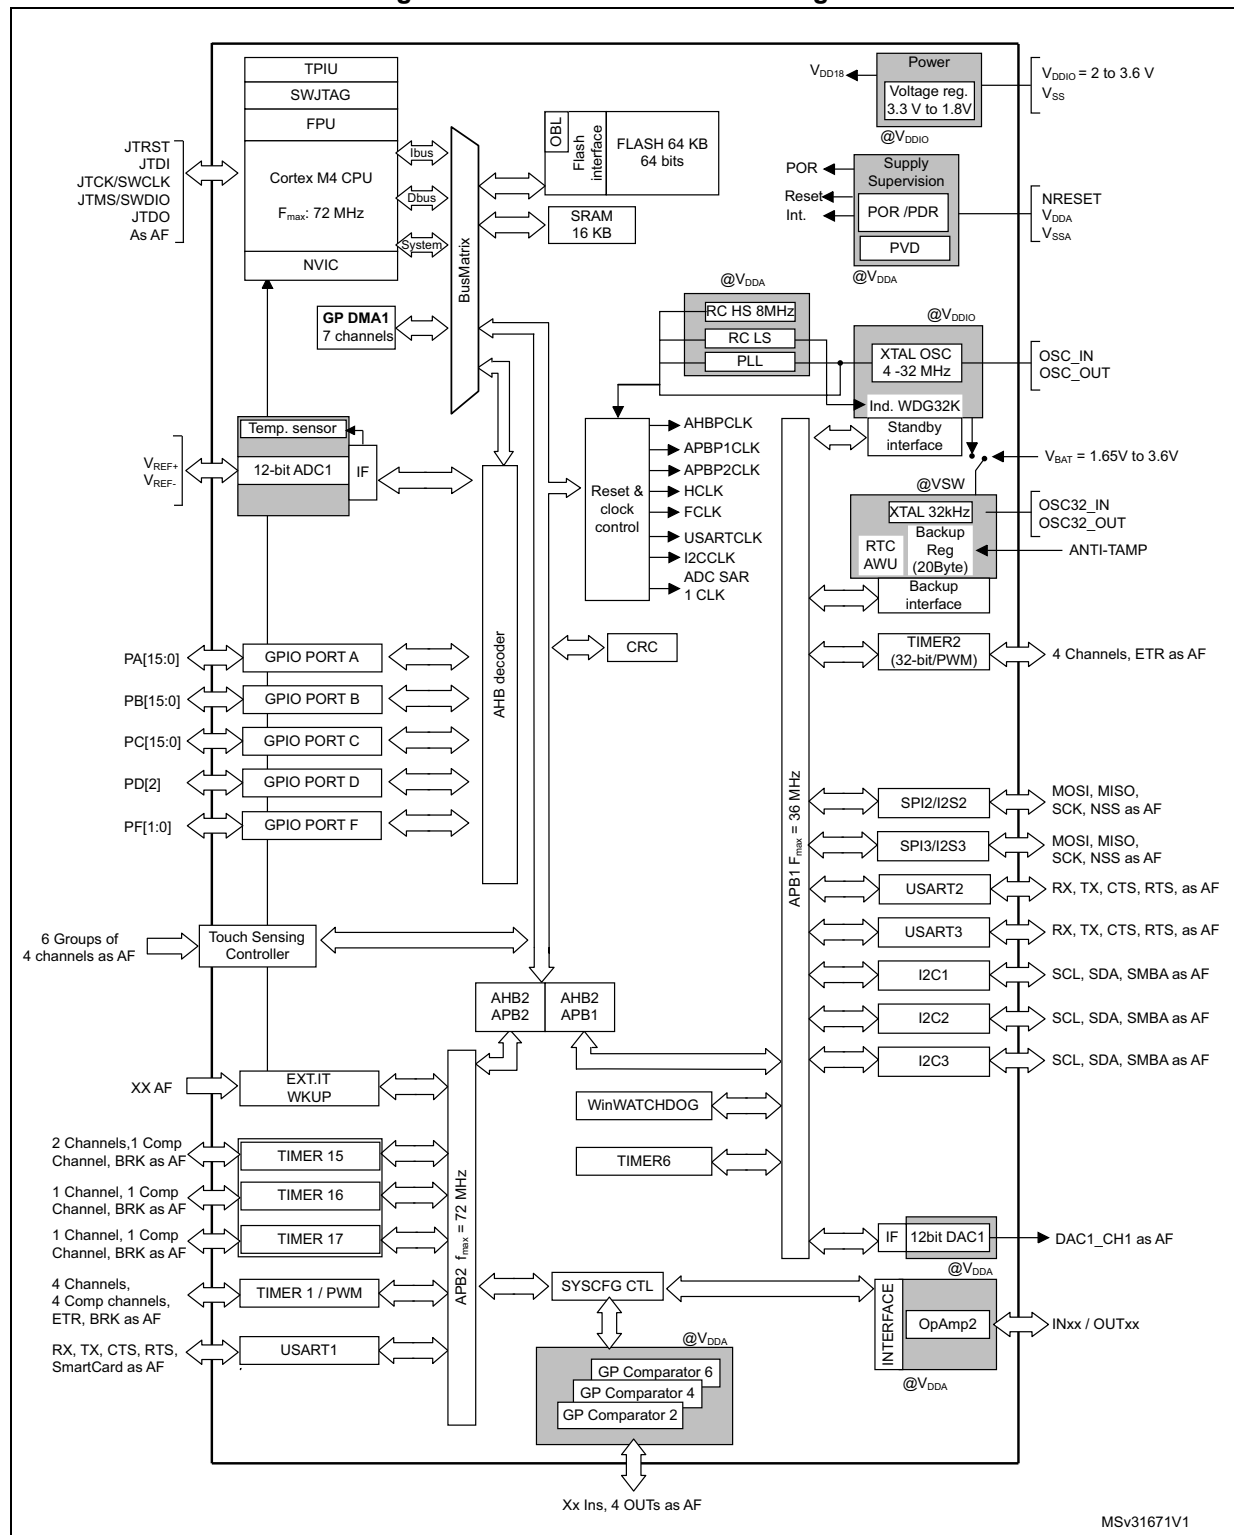 TPIU
SWJTAG
FPU
Cortex M4 CPU
Fmax: 72 MHz
NVIC
JTRST
JTDI
JTCK/SWCLK
JTMS/SWDIO
JTDO
As AF
Ibus
Dbus
System
BusMatrix
OBL
Flash
interface
FLASH 64 KB
64 bits
SRAM
16 KB
GP DMA1
7 channels
VDD18
Power
Voltage reg.
3.3 V to 1.8V
@VDDIO
VDDIO = 2 to 3.6 V
VSS
POR
Reset
Int.
Supply
Supervision
POR /PDR
PVD
@VDDA
NRESET
VDDA
VSSA
@VDDA
RC HS 8MHz
RC LS
PLL
@VDDIO
XTAL OSC
4 -32 MHz
Ind. WDG32K
Standby
interface
OSC_IN
OSC_OUT
VBAT = 1.65V to 3.6V
@VSW
XTAL 32kHz
RTC
AWU
Backup
Reg
(20Byte)
Backup
interface
OSC32_IN
OSC32_OUT
ANTI-TAMP
Reset &
clock
control
AHBPCLK
APBP1CLK
APBP2CLK
HCLK
FCLK
USARTCLK
I2CCLK
ADC SAR
1 CLK
VREF+
VREF-
Temp. sensor
12-bit ADC1
IF
AHB decoder
CRC
PA[15:0]
GPIO PORT A
PB[15:0]
GPIO PORT B
PC[15:0]
GPIO PORT C
PD[2]
GPIO PORT D
PF[1:0]
GPIO PORT F
6 Groups of
4 channels as AF
Touch Sensing
Controller
AHB2
APB2
AHB2
APB1
APB1 Fmax = 36 MHz
TIMER2
(32-bit/PWM)
4 Channels, ETR as AF
SPI2/I2S2
MOSI, MISO,
SCK, NSS as AF
SPI3/I2S3
MOSI, MISO,
SCK, NSS as AF
USART2
RX, TX, CTS, RTS, as AF
USART3
RX, TX, CTS, RTS, as AF
I2C1
SCL, SDA, SMBA as AF
I2C2
SCL, SDA, SMBA as AF
I2C3
SCL, SDA, SMBA as AF
WinWATCHDOG
TIMER6
IF
12bit DAC1
@VDDA
DAC1_CH1 as AF
XX AF
EXT.IT
WKUP
2 Channels,1 Comp
Channel, BRK as AF
TIMER 15
1 Channel, 1 Comp
Channel, BRK as AF
TIMER 16
1 Channel, 1 Comp
Channel, BRK as AF
TIMER 17
4 Channels,
4 Comp channels,
ETR, BRK as AF
TIMER 1 / PWM
RX, TX, CTS, RTS,
SmartCard as AF
USART1
APB2 fmax = 72 MHz
SYSCFG CTL
INTERFACE
OpAmp2
@VDDA
INxx / OUTxx
@VDDA
GP Comparator 6
GP Comparator 4
GP Comparator 2
Xx Ins, 4 OUTs as AF
MSv31671V1